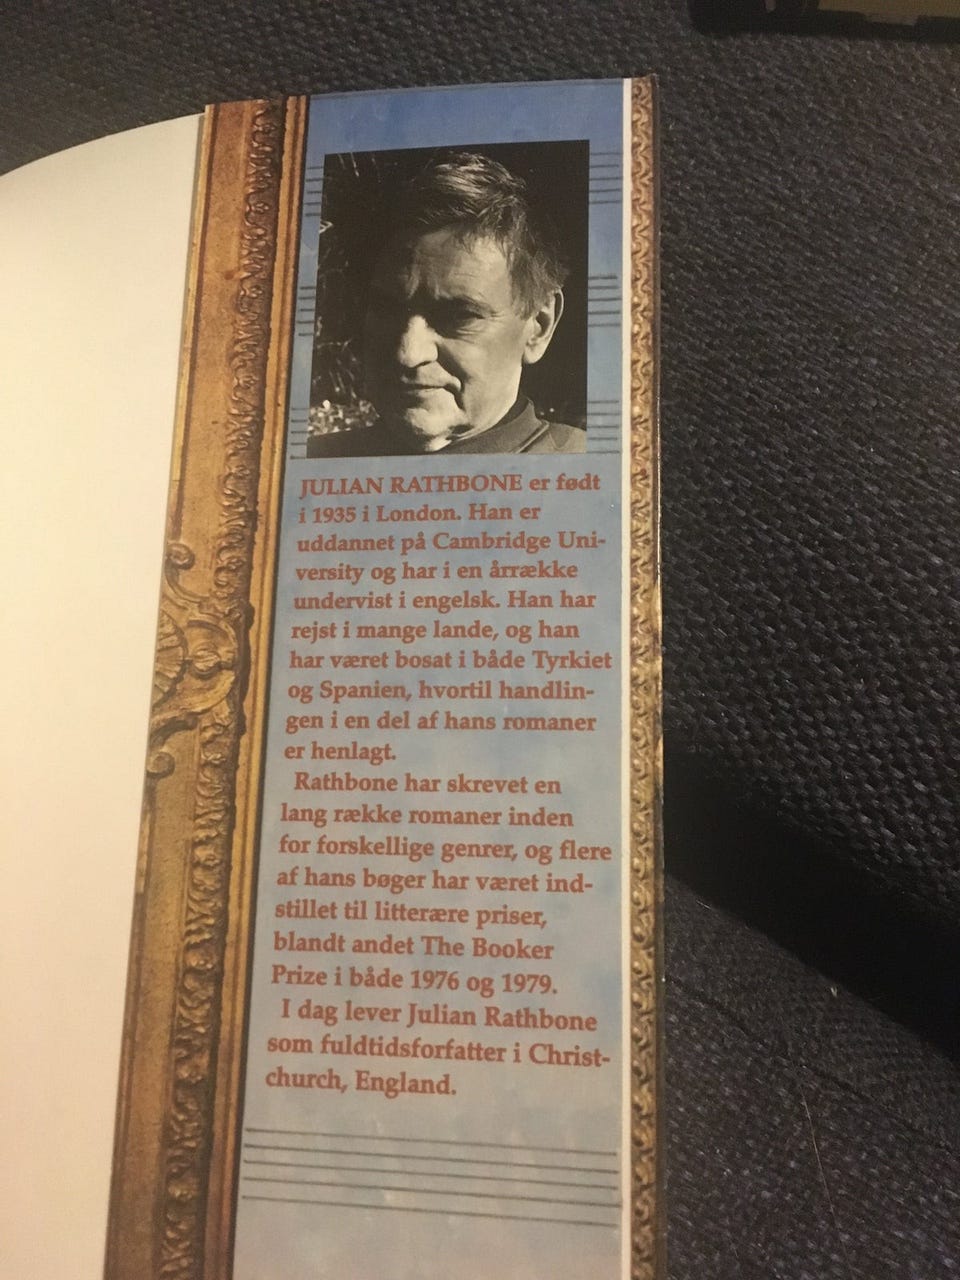 JULIAN RATHBONE er født
i 1935 i London. Han er
uddannet på Cambridge Uni-
versity og har i en årrække
undervist i engelsk. Han har
rejst i mange lande, og han
har været bosat i både Tyrkiet
og Spanien, hvortil handlin-
gen i en del af hans romaner
er henlagt.
Rathbone har skrevet en
lang række romaner inden
for forskellige genrer, og flere
af hans bøger har været ind-
stillet til litterære priser,
blandt andet The Booker
Prize i både 1976 og 1979.
I dag lever Julian Rathbone
som fuldtidsforfatter i Christ-
church, England.